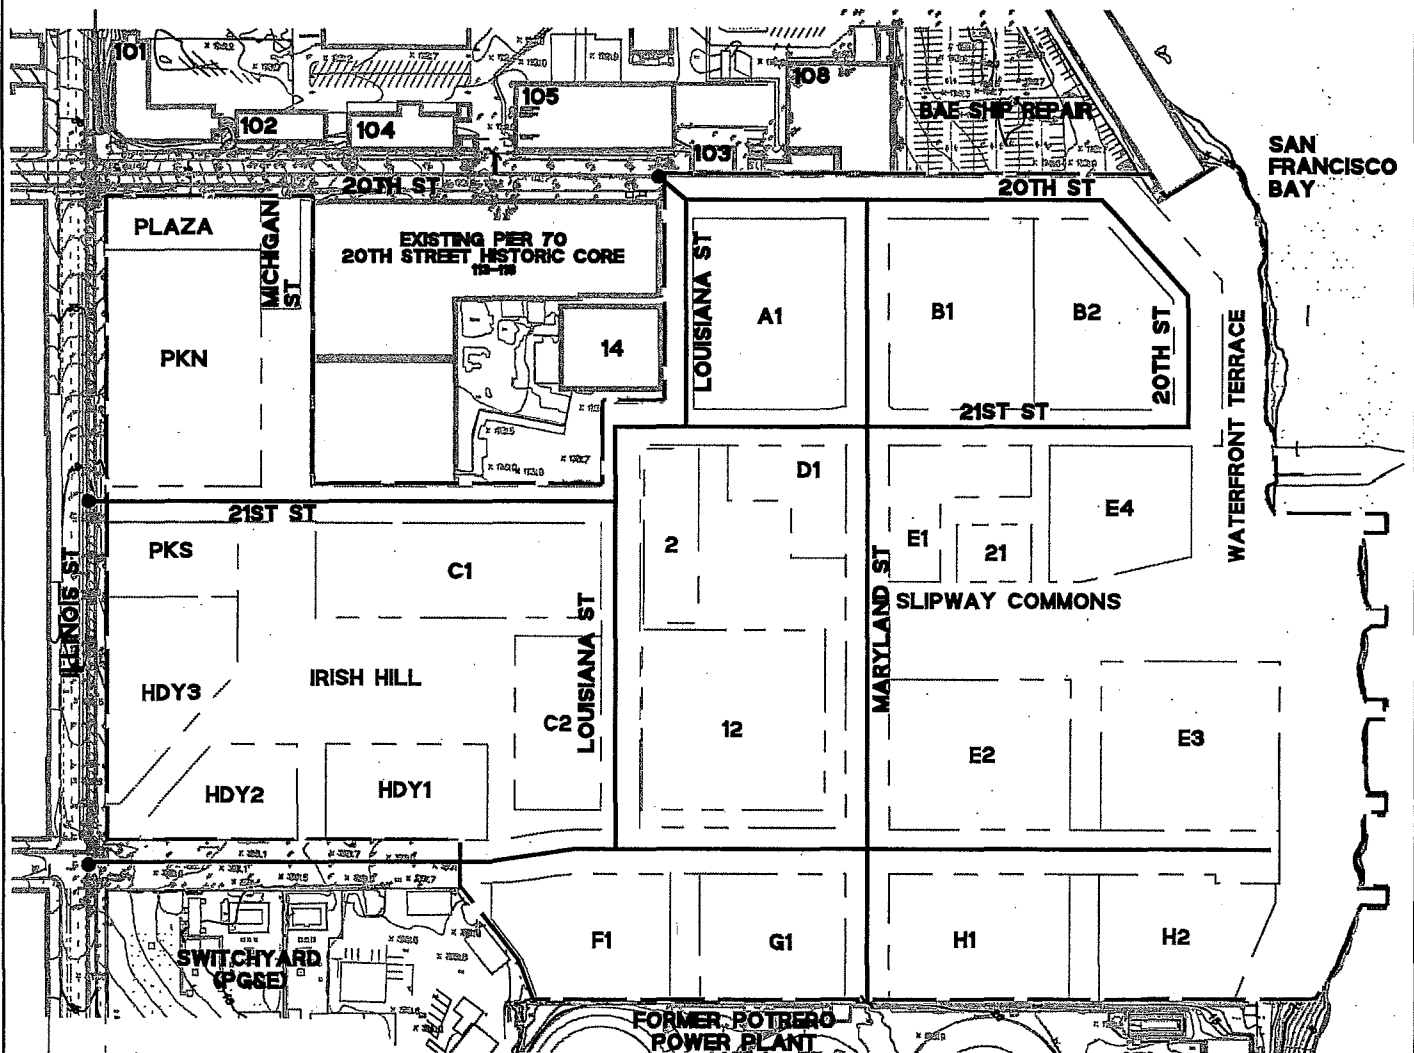 101
102
104
105
103
108
BAE SHIP REPAIR
SAN
FRANCISCO
BAY
20TH ST
20TH ST
PLAZA
MICHIGAN
ST
EXISTING PIER 70
20TH STREET HISTORIC CORE
113-116
LOUISIANA ST
A1
B1
B2
20TH ST
WATERFRONT TERRACE
PKN
14
21ST ST
21ST ST
D1
PKS
C1
2
E1
21
E4
ILLINOIS ST
LOUISIANA ST
MARYLAND ST
SLIPWAY COMMONS
HDY3
IRISH HILL
C2
12
E2
E3
HDY2
HDY1
F1
G1
H1
H2
SWITCHYARD
(PG&E)
FORMER POTRERO
POWER PLANT